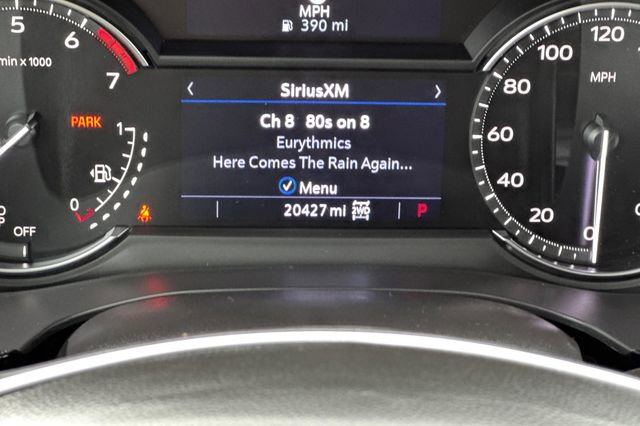 MPH
390 mi
5
6
7
min x 1000
PARK
1
0
OFF
< SiriusXM >
Ch 8 80s on 8
Eurythmics
Here Comes The Rain Again...
Menu
20427 mi 2WD P
120
100
MPH
80
60
40
20
0